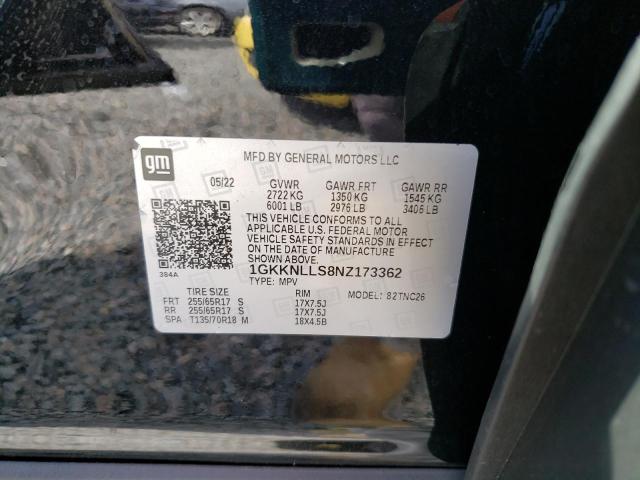 gm
MFD BY GENERAL MOTORS LLC
05/22 GVWR GAWR FRT GAWR RR
2722 KG 1350 KG 1545 KG
6001 LB 2976 LB 3406 LB
THIS VEHICLE CONFORMS TO ALL
APPLICABLE U.S. FEDERAL MOTOR
VEHICLE SAFETY STANDARDS IN EFFECT
ON THE DATE OF MANUFACTURE
SHOWN ABOVE.
384A
1GKKNLLS8NZ173362
TYPE: MPV
TIRE SIZE RIM MODEL: 82TNC26
FRT 255/65R17 S 17X7.5J
RR 255/65R17 S 17X7.5J
SPA T135/70R18 M 18X4.5B